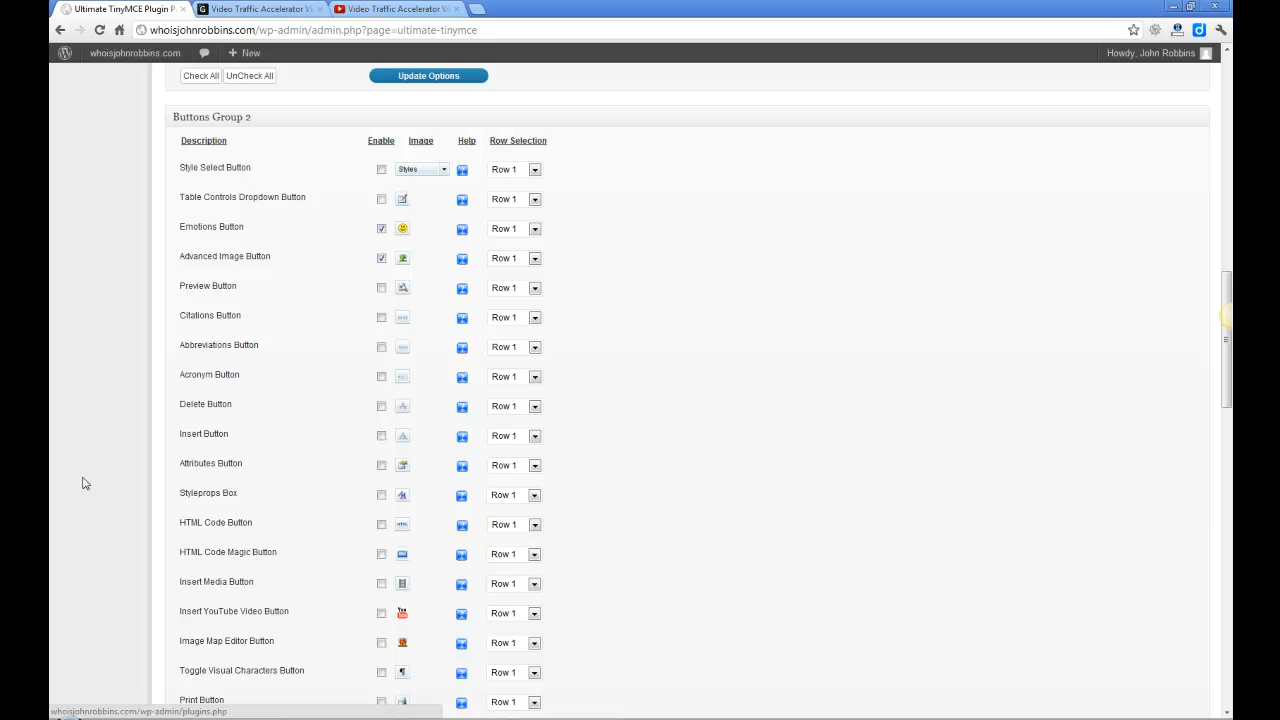 Ultimate TinyMCE Plugin P
Video Traffic Accelerator V
Video Traffic Accelerator V
whoisjohnrobbins.com/wp-admin/admin.php?page=ultimate-tinymce
whoisjohnrobbins.com
New
Howdy, John Robbins
Check All
UnCheck All
Update Options
Buttons Group 2
Description Enable Image Help Row Selection
Style Select Button Styles Row 1
Table Controls Dropdown Button Row 1
Emotions Button Row 1
Advanced Image Button Row 1
Preview Button Row 1
Citations Button Row 1
Abbreviations Button Row 1
Acronym Button Row 1
Delete Button Row 1
Insert Button Row 1
Attributes Button Row 1
Styleprops Box Row 1
HTML Code Button HTML Row 1
HTML Code Magic Button Row 1
Insert Media Button Row 1
Insert YouTube Video Button You Row 1
Image Map Editor Button Row 1
Toggle Visual Characters Button Row 1
Print Button Row 1
whoisjohnrobbins.com/wp-admin/plugins.php